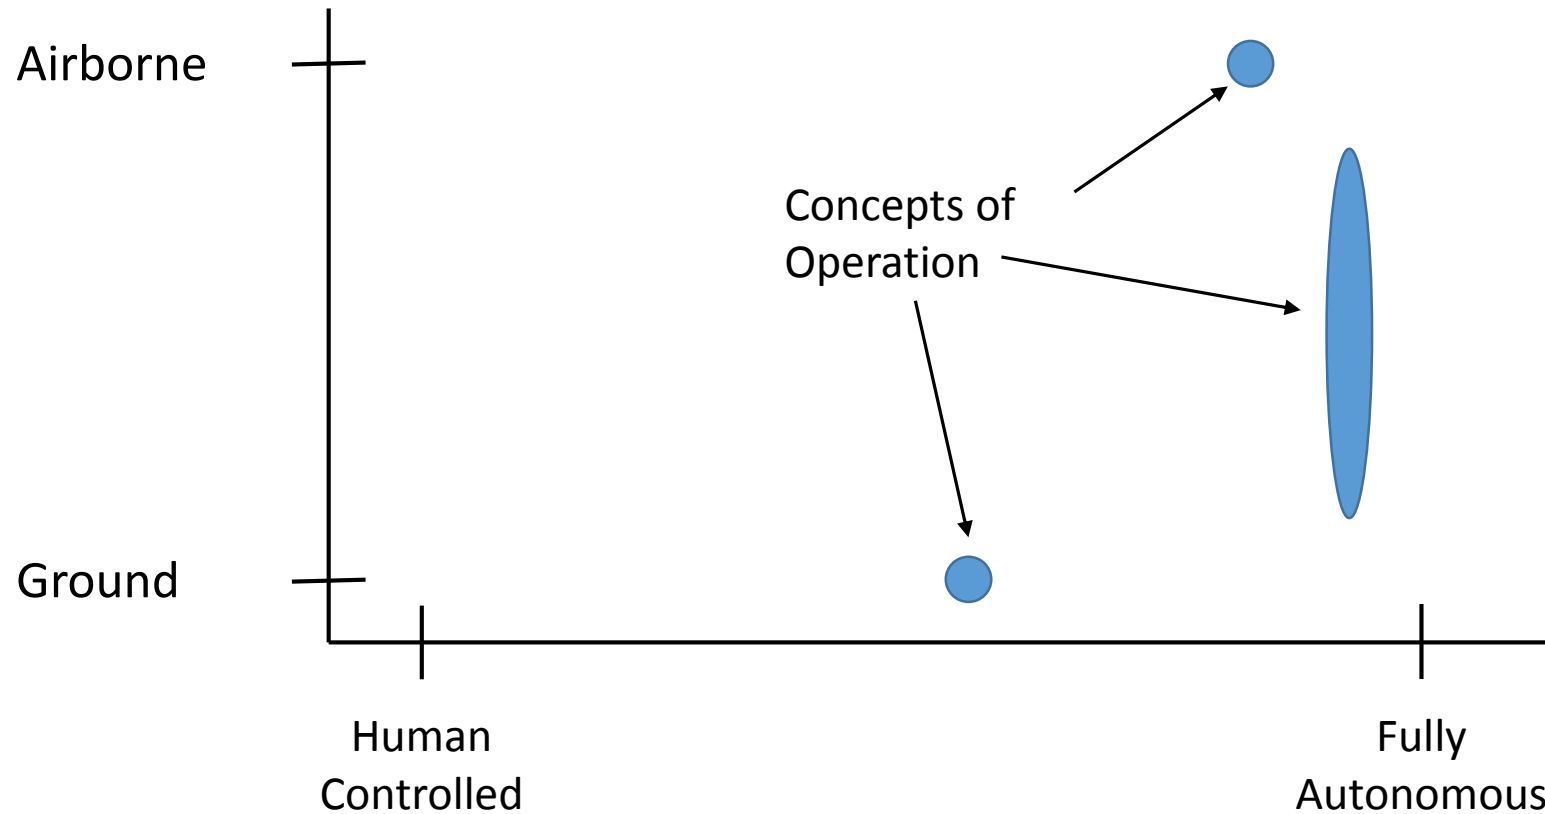 Airborne
Concepts of
Operation
Ground
Human
Controlled
Fully
Autonomous